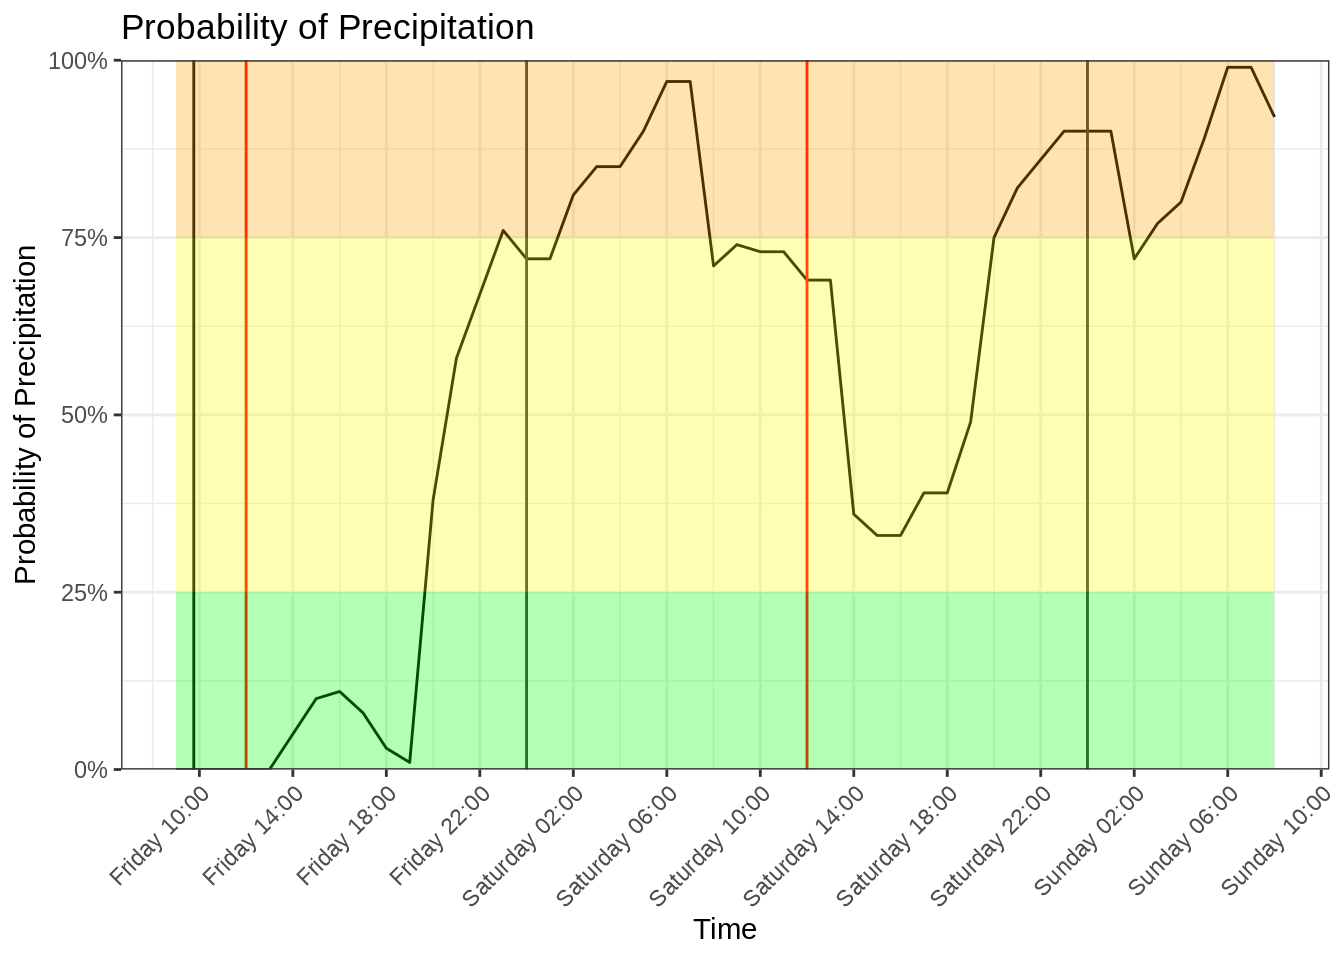 Probability of Precipitation
Probability of Precipitation
100%
75%
50%
25%
0%
Friday 10:00
Friday 14:00
Friday 18:00
Friday 22:00
Saturday 02:00
Saturday 06:00
Saturday 10:00
Saturday 14:00
Saturday 18:00
Saturday 22:00
Sunday 02:00
Sunday 06:00
Sunday 10:00
Time